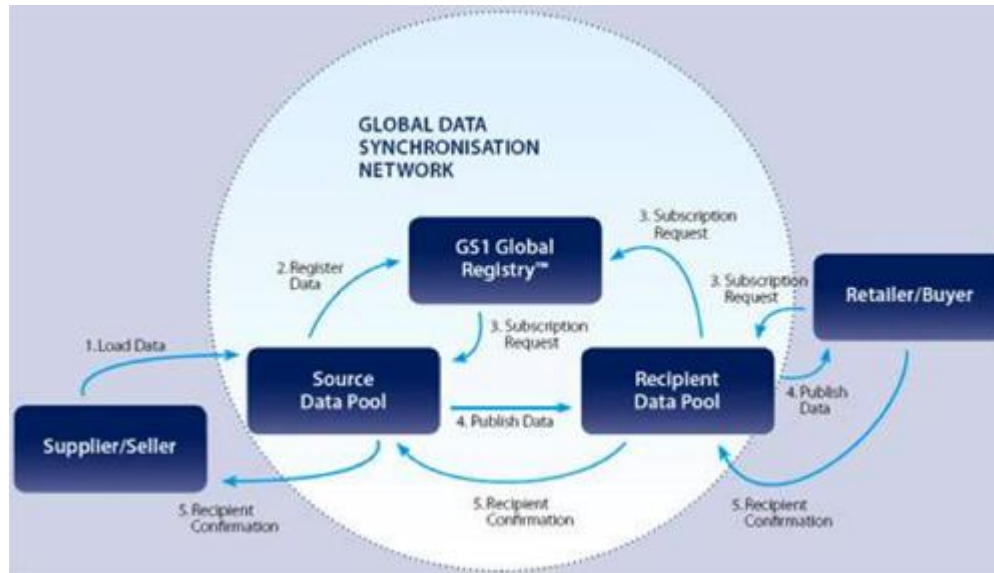 GLOBAL DATA
SYNCHRONISATION
NETWORK
3. Subscription
Request
GS1 Global
Registry™
2. Register
Data
3. Subscription
Request
Retailer/Buyer
1. Load Data
3. Subscription
Request
Source
Data Pool
Recipient
Data Pool
4. Publish
Data
4. Publish Data
Supplier/Seller
5. Recipient
Confirmation
5. Recipient
Confirmation
5. Recipient
Confirmation